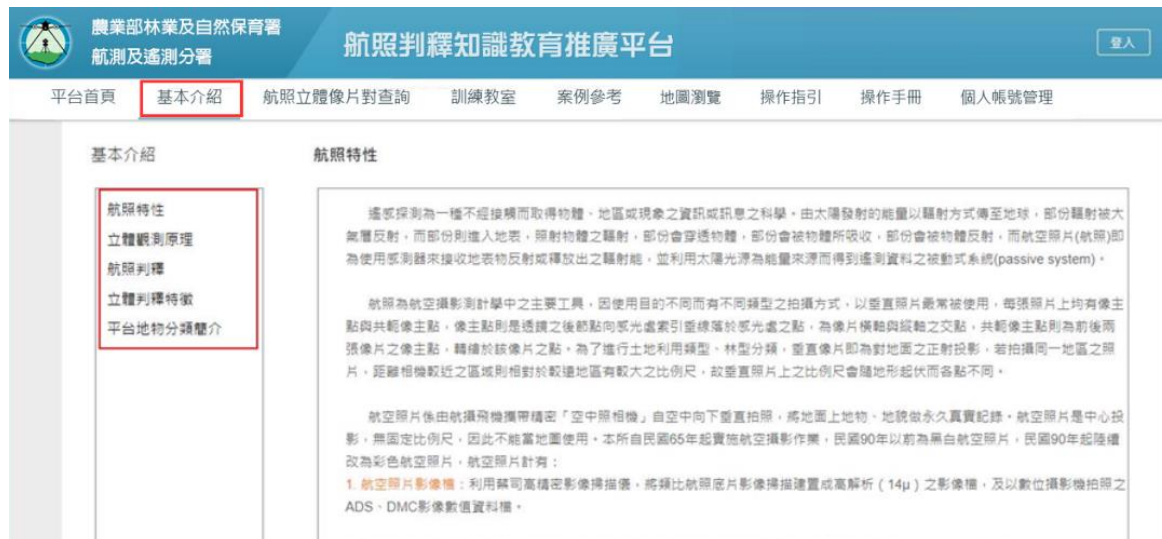 農業部林業及自然保育署
航測及遙測分署
航照判釋知識教育推廣平台
登入
平台首頁 基本介紹 航照立體像片對查詢 訓練教室 案例參考 地圖瀏覽 操作指引 操作手冊 個人帳號管理
基本介紹
航照特性
立體觀測原理
航照判釋
立體判釋特徵
平台地物分類簡介
航照特性
遙感探測為一種不經接觸而取得物體、地區或現象之資訊或訊息之科學。由太陽發射的能量以輻射方式傳至地球，部份輻射被大
氣層反射，而部份則進入地表，照射物體之輻射，部份會穿透物體，部份會被物體所吸收，部份會被物體反射，而航空照片(航照)即
為使用感測器來接收地表物反射或釋放出之輻射能，並利用太陽光源為能量來源而得到遙測資料之被動式系統(passive system)。
航照為航空攝影測計學中之主要工具，因使用目的不同而有不同類型之拍攝方式，以垂直照片最常被使用，每張照片上均有像主
點與共軛像主點，像主點則是透鏡之後節點向感光處索引垂線落於感光處之點，為像片橫軸與縱軸之交點，共軛像主點則為前後兩
張像片之像主點，轉繪於該像片之點。為了進行土地利用類型、林型分類，垂直像片即為對地面之正射投影，若拍攝同一地區之照
片，距離相機較近之區域則相對於較遠地區有較大之比例尺，故垂直照片上之比例尺會隨地形起伏而各點不同。
航空照片係由航攝飛機攜帶精密「空中照相機」自空中向下垂直拍照，將地面上地物、地貌做永久真實記錄。航空照片是中心投
影，無固定比例尺，因此不能當地圖使用。本所自民國65年起實施航空攝影作業，民國90年以前為黑白航空照片，民國90年起陸續
改為彩色航空照片，航空照片計有：
1. 航空照片影像檔：利用蔡司高精密影像掃描儀，將類比航照底片影像掃描建置成高解析（14μ）之影像檔，及以數位攝影機拍照之
ADS、DMC影像數值資料檔。